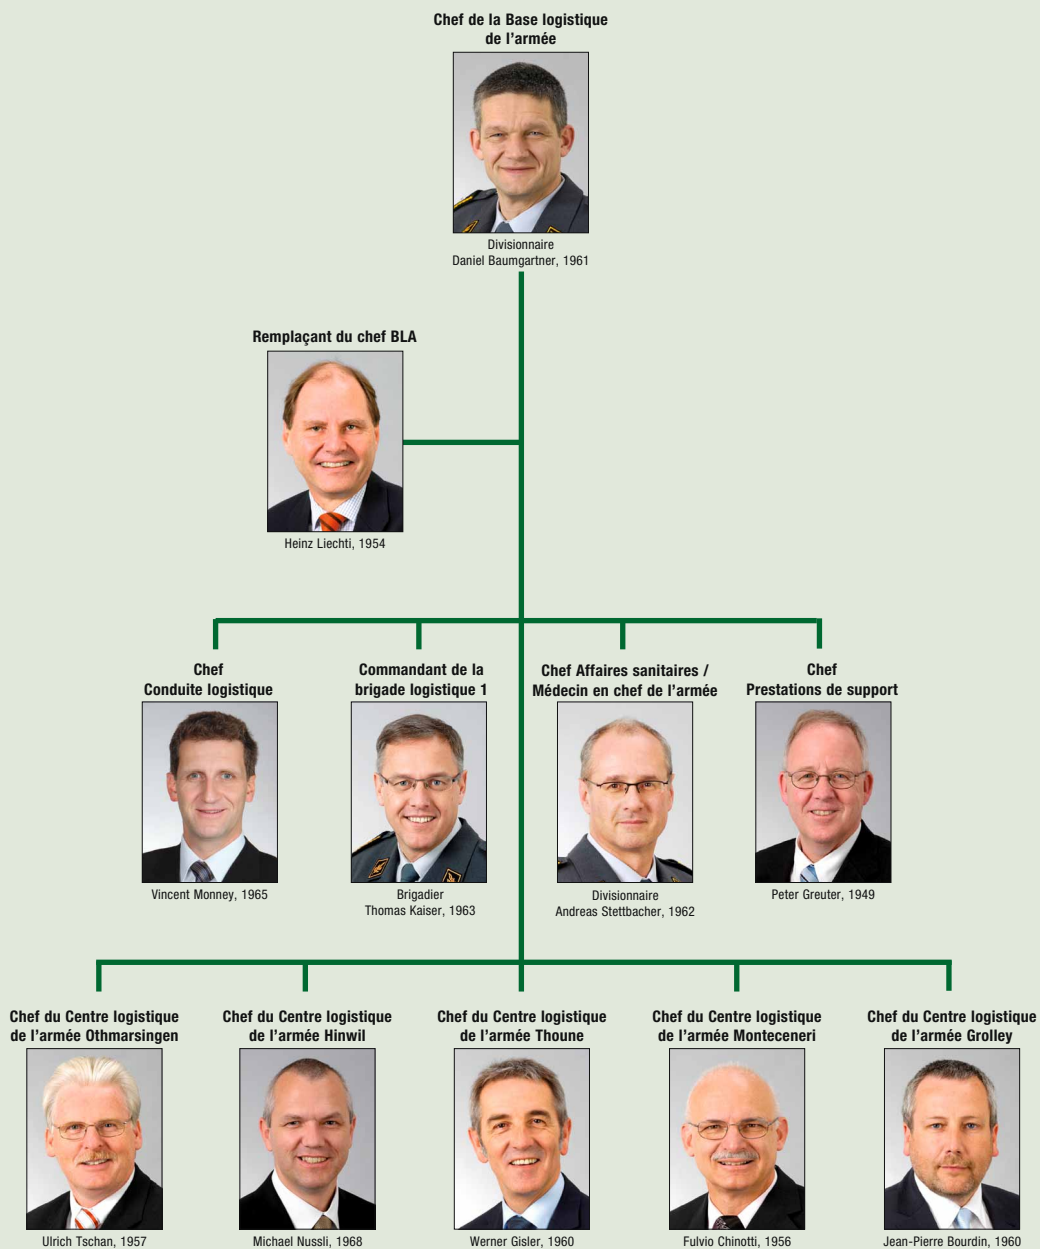 Chef de la Base logistique
de l’armée
Divisionnaire
Daniel Baumgartner, 1961
Remplaçant du chef BLA
Heinz Liechti, 1954
Chef
Conduite logistique
Vincent Monney, 1965
Commandant de la
brigade logistique 1
Brigadier
Thomas Kaiser, 1963
Chef Affaires sanitaires /
Médecin en chef de l’armée
Divisionnaire
Andreas Stettbacher, 1962
Chef
Prestations de support
Peter Greuter, 1949
Chef du Centre logistique
de l’armée Othmarsingen
Ulrich Tschan, 1957
Chef du Centre logistique
de l’armée Hinwil
Michael Nussli, 1968
Chef du Centre logistique
de l’armée Thoune
Werner Gisler, 1960
Chef du Centre logistique
de l’armée Monteceneri
Fulvio Chinotti, 1956
Chef du Centre logistique
de l’armée Grolley
Jean-Pierre Bourdin, 1960